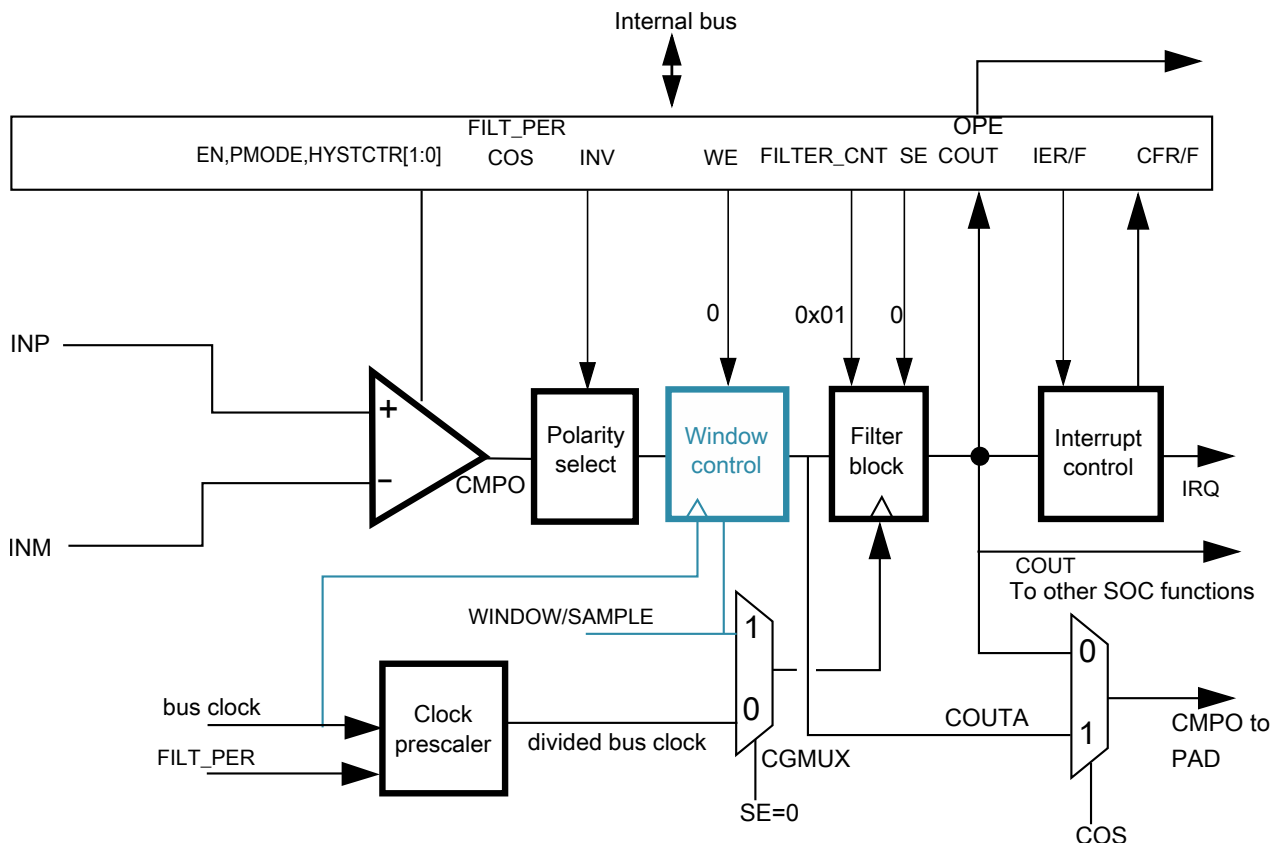 Internal bus
FILT_PER
OPE
EN,PMODE,HYSTCTR[1:0]
COS
INV
WE
FILTER_CNT
SE
COUT
IER/F
CFR/F
0
0x01
0
INP
+
Polarity
select
Window
control
Filter
block
Interrupt
control
−
CMPO
IRQ
INM
COUT
To other SOC functions
WINDOW/SAMPLE
1
0
bus clock
Clock
prescaler
0
divided bus clock
COUTA
1
CMPO to
PAD
FILT_PER
CGMUX
SE=0
COS